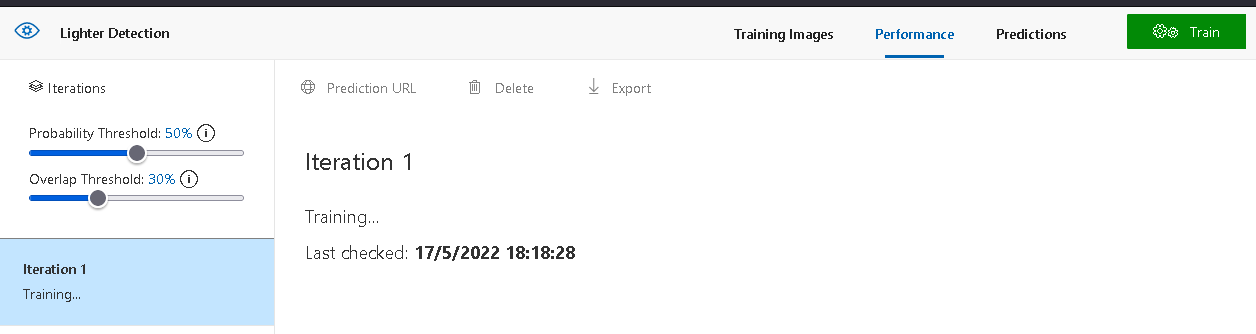 Lighter Detection
Training Images Performance Predictions Train
Iterations
Prediction URL Delete Export
Probability Threshold: 50% i
Overlap Threshold: 30% i
Iteration 1
Training...
Last checked: 17/5/2022 18:18:28
Iteration 1
Training...